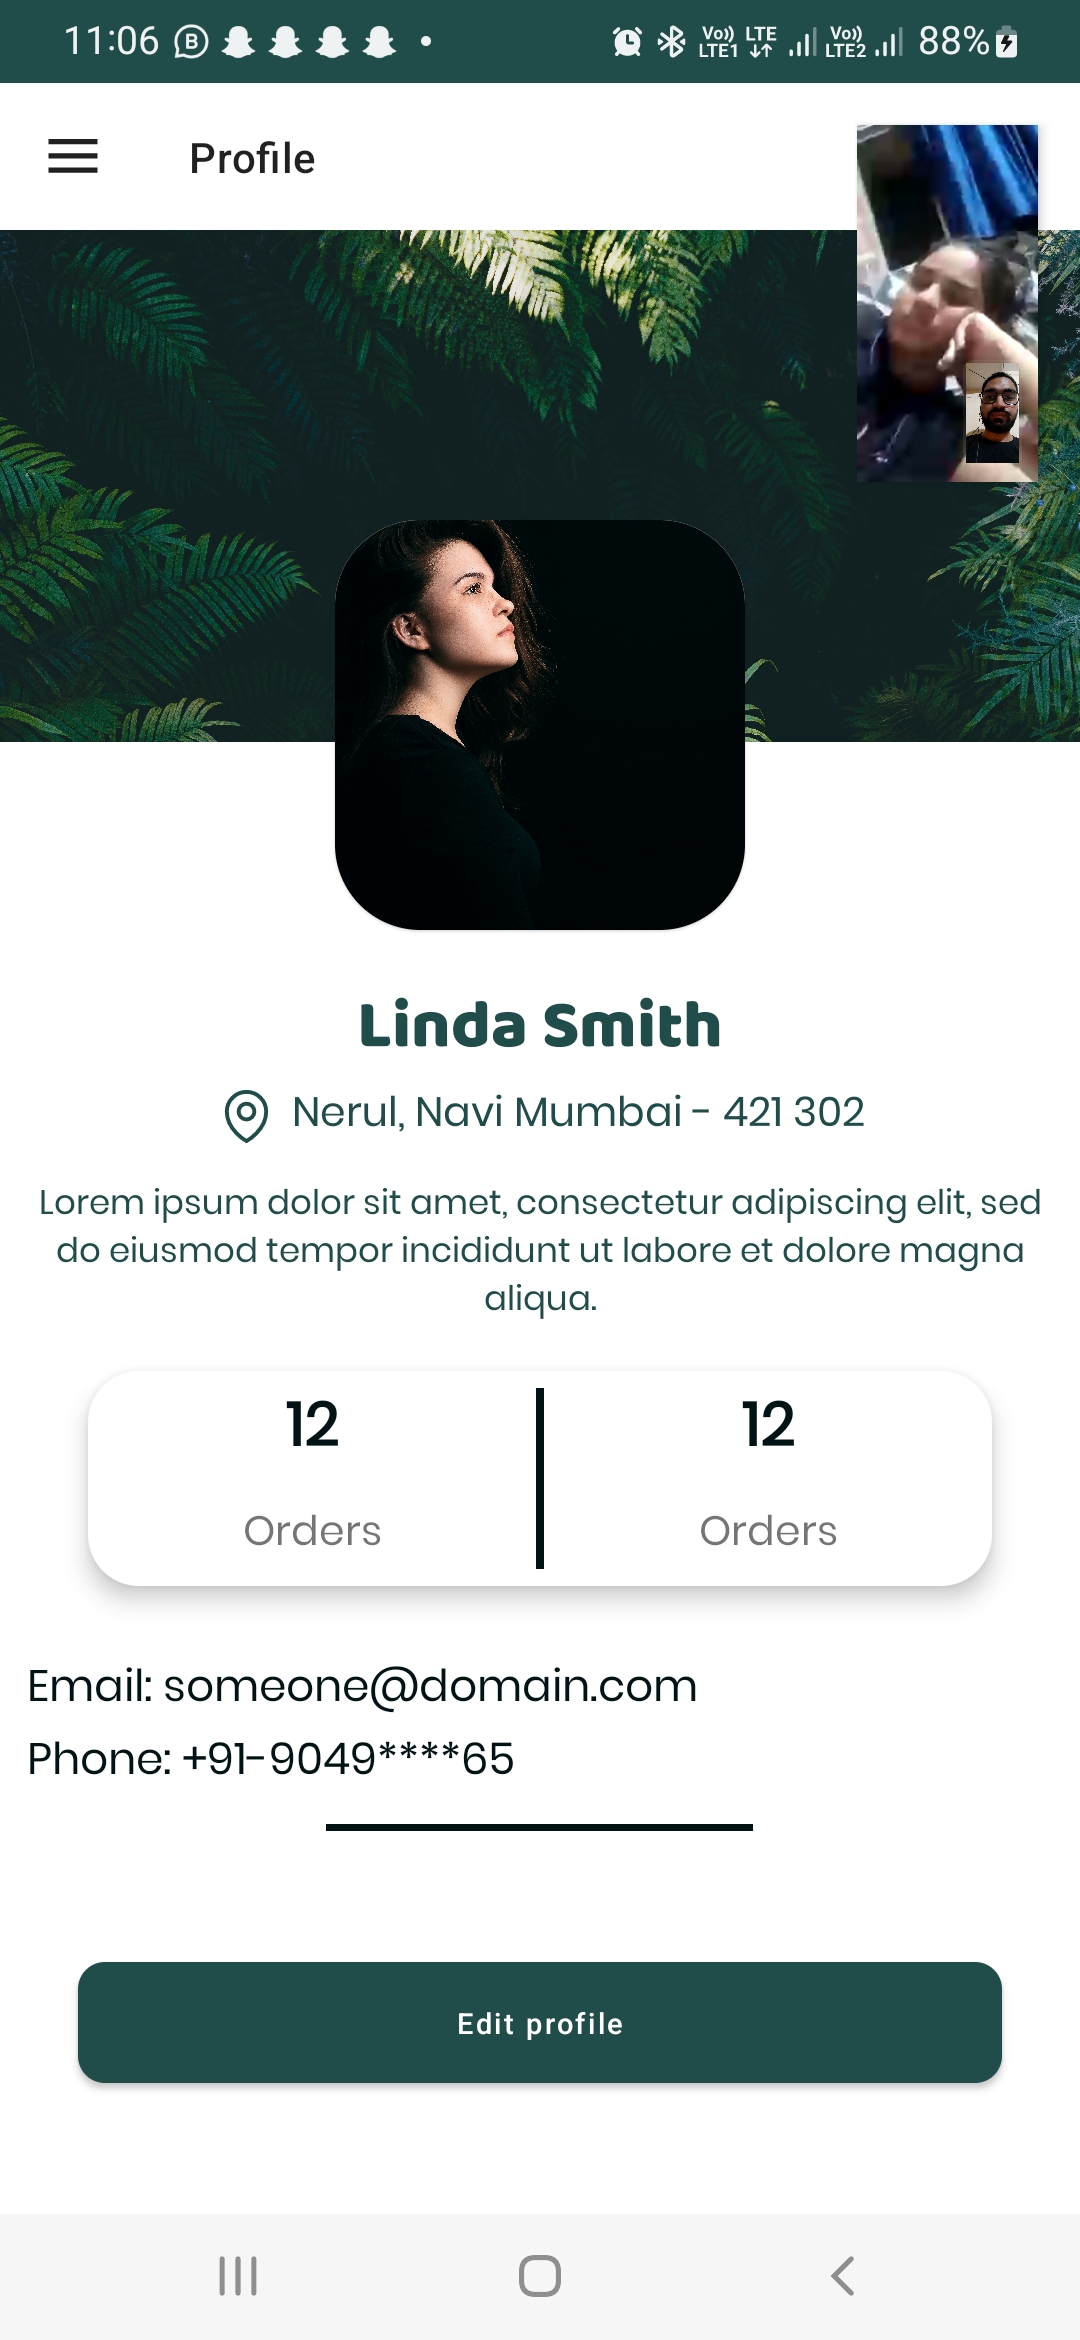 11:06 B Vo)) LTE1 LTE Vo)) LTE2 88%
Profile
Linda Smith
Nerul, Navi Mumbai - 421 302
Lorem ipsum dolor sit amet, consectetur adipiscing elit, sed
do eiusmod tempor incididunt ut labore et dolore magna
aliqua.
12 12
Orders Orders
Email: someone@domain.com
Phone: +91-9049****65
Edit profile